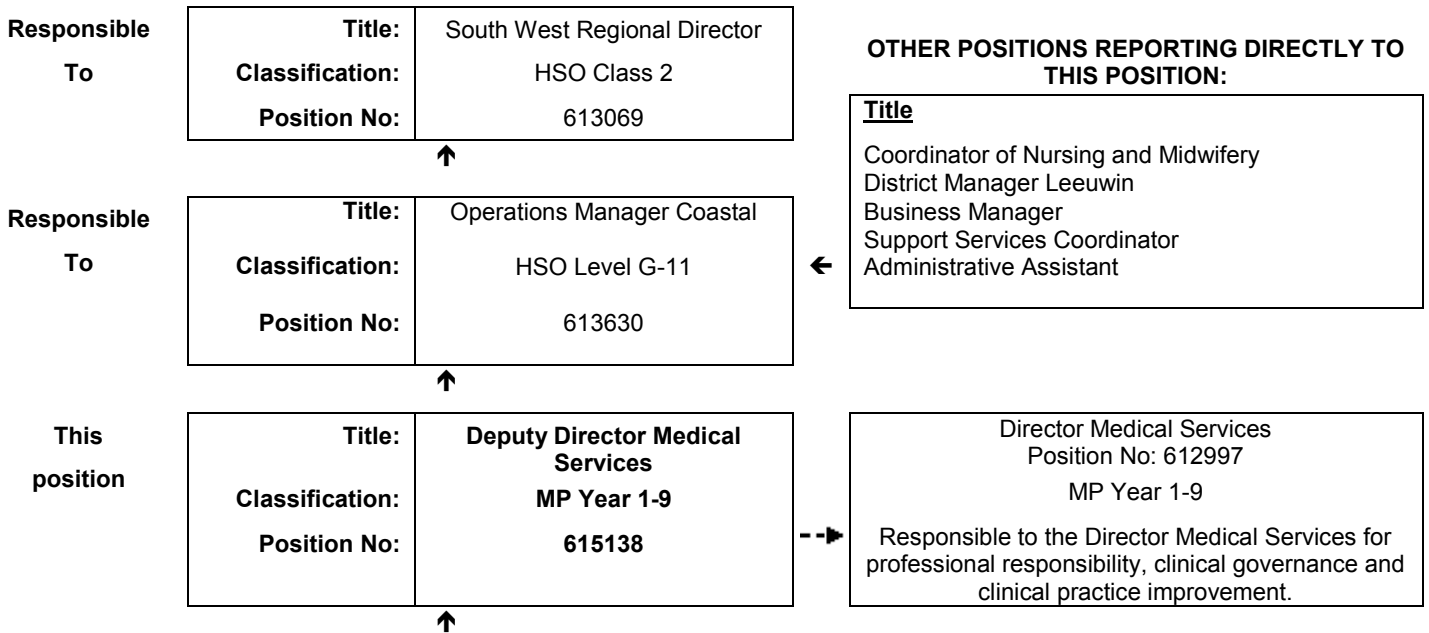 Responsible
To
Title: South West Regional Director
Classification: HSO Class 2
Position No: 613069
OTHER POSITIONS REPORTING DIRECTLY TO
THIS POSITION:
Title
Coordinator of Nursing and Midwifery
District Manager Leeuwin
Business Manager
Support Services Coordinator
Administrative Assistant
Responsible
To
Title: Operations Manager Coastal
Classification: HSO Level G-11
Position No: 613630
This
position
Title: Deputy Director Medical
Services
Classification: MP Year 1-9
Position No: 615138
Director Medical Services
Position No: 612997
MP Year 1-9
Responsible to the Director Medical Services for
professional responsibility, clinical governance and
clinical practice improvement.